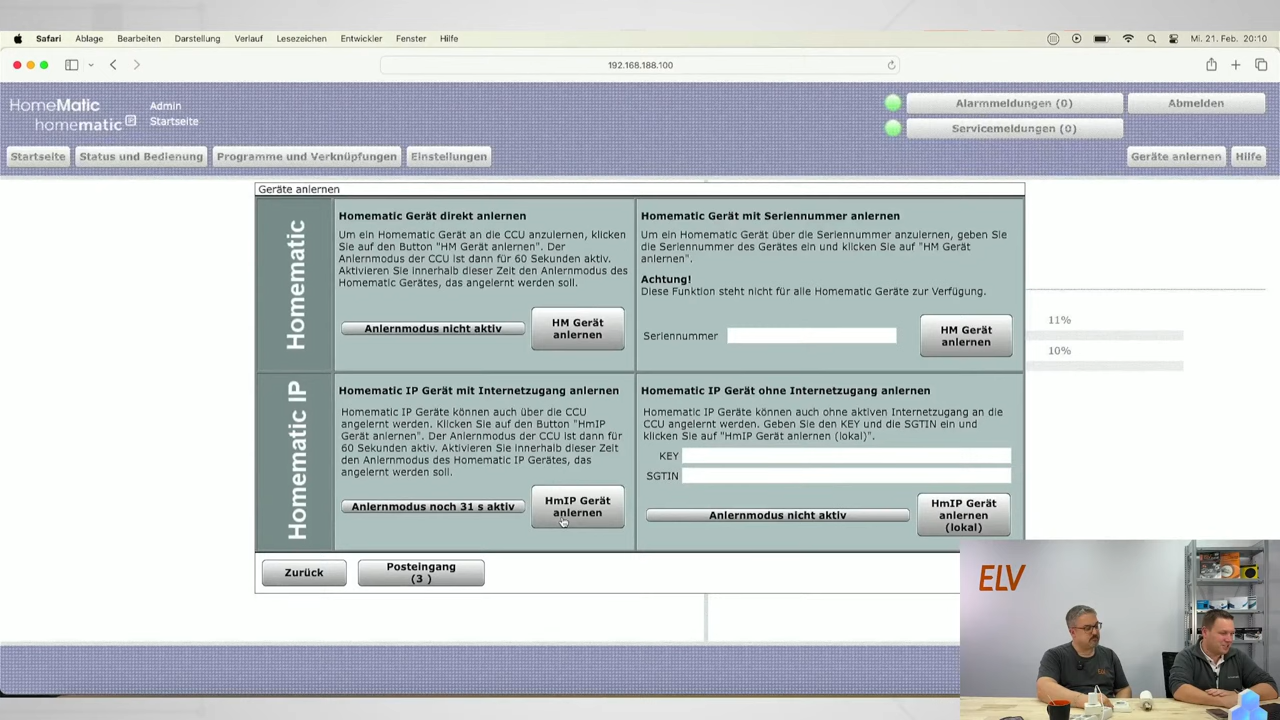 Safari Ablage Bearbeiten Darstellung Verlauf Lesezeichen Entwickler Fenster Hilfe Mi. 21. Feb. 20:10
192.168.188.100
HomeMatic
homematic IP
Admin
Startseite
Alarmmeldungen (0) Abmelden
Servicemeldungen (0)
Startseite Status und Bedienung Programme und Verknüpfungen Einstellungen Geräte anlernen Hilfe
Geräte anlernen
Homematic
Homematic Gerät direkt anlernen
Um ein Homematic Gerät an die CCU anzulernen, klicken
Sie auf den Button "HM Gerät anlernen". Der
Anlernmodus der CCU ist dann für 60 Sekunden aktiv.
Aktivieren Sie innerhalb dieser Zeit den Anlernmodus des
Homematic Gerätes, das angelernt werden soll.
Anlernmodus nicht aktiv
HM Gerät
anlernen
Homematic Gerät mit Seriennummer anlernen
Um ein Homematic Gerät über die Seriennummer anzulernen, geben Sie
die Seriennummer des Gerätes ein und klicken Sie auf "HM Gerät
anlernen".
Achtung!
Diese Funktion steht nicht für alle Homematic Geräte zur Verfügung.
Seriennummer
HM Gerät
anlernen
11%
10%
Homematic IP
Homematic IP Gerät mit Internetzugang anlernen
Homematic IP Geräte können auch über die CCU
angelernt werden. Klicken Sie auf den Button "HmIP
Gerät anlernen". Der Anlernmodus der CCU ist dann für
60 Sekunden aktiv. Aktivieren Sie innerhalb dieser Zeit
den Anlernmodus des Homematic IP Gerätes, das
angelernt werden soll.
Anlernmodus noch 31 s aktiv
HmIP Gerät
anlernen
Homematic IP Gerät ohne Internetzugang anlernen
Homematic IP Geräte können auch ohne aktiven Internetzugang an die
CCU angelernt werden. Geben Sie den KEY und die SGTIN ein und
klicken Sie auf "HmIP Gerät anlernen (lokal)".
KEY
SGTIN
Anlernmodus nicht aktiv
HmIP Gerät
anlernen
(lokal)
Zurück
Posteingang
(3 )
ELV